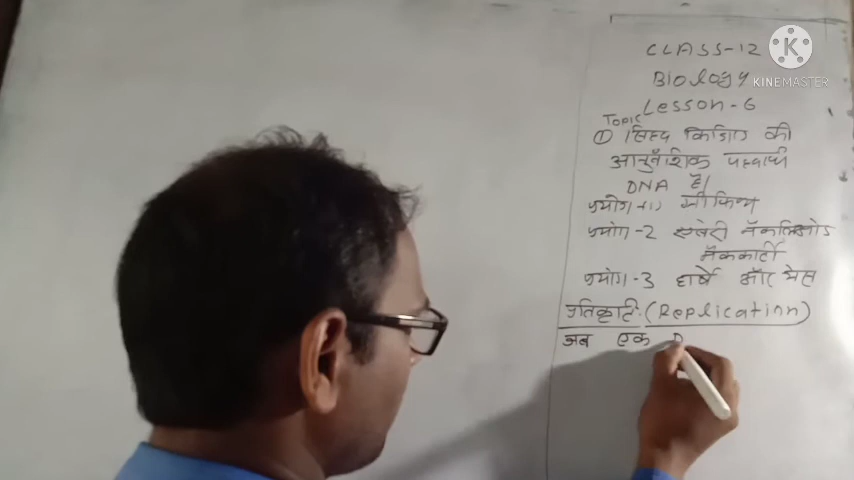 CLASS-12
Biology
KINEMASTER
Lesson-6
Topic
① सिद्ध कीजिए की
आनुवँशिक पदार्थ
DNA है।
प्रयोग-(1) ग्रीफिथ
प्रयोग-2 एवेरी मैकलिओड
मैककार्टी
प्रयोग-3 हर्षे और चेस
प्रतिकृति:(Replication)
जब एक